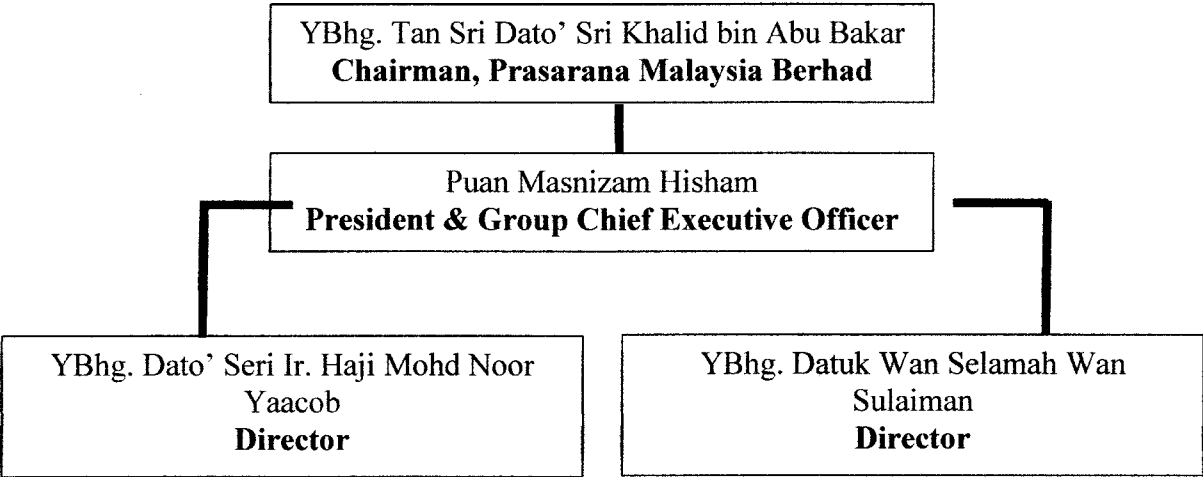 YBhg. Tan Sri Dato' Sri Khalid bin Abu Bakar
Chairman, Prasarana Malaysia Berhad
Puan Masnizam Hisham
President & Group Chief Executive Officer
YBhg. Dato' Seri Ir. Haji Mohd Noor
Yaacob
Director
YBhg. Datuk Wan Selamah Wan
Sulaiman
Director